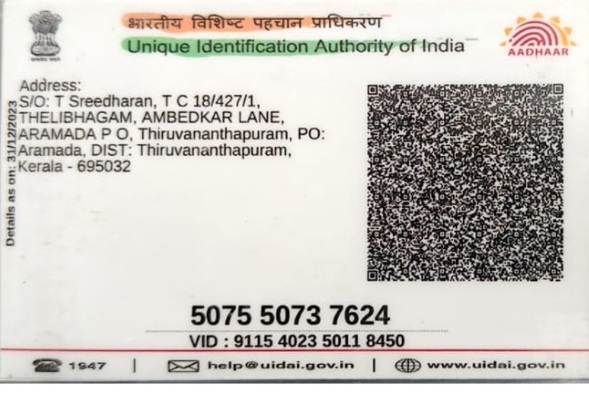 भारतीय विशिष्ट पहचान प्राधिकरण
Unique Identification Authority of India
AADHAAR
Address:
S/O: T Sreedharan, T C 18/427/1,
THELIBHAGAM, AMBEDKAR LANE,
ARAMADA P O, Thiruvananthapuram, PO:
Aramada, DIST: Thiruvananthapuram,
Kerala - 695032
Details as on: 31/12/2023
5075 5073 7624
VID : 9115 4023 5011 8450
1947 | help@uidai.gov.in | www.uidai.gov.in